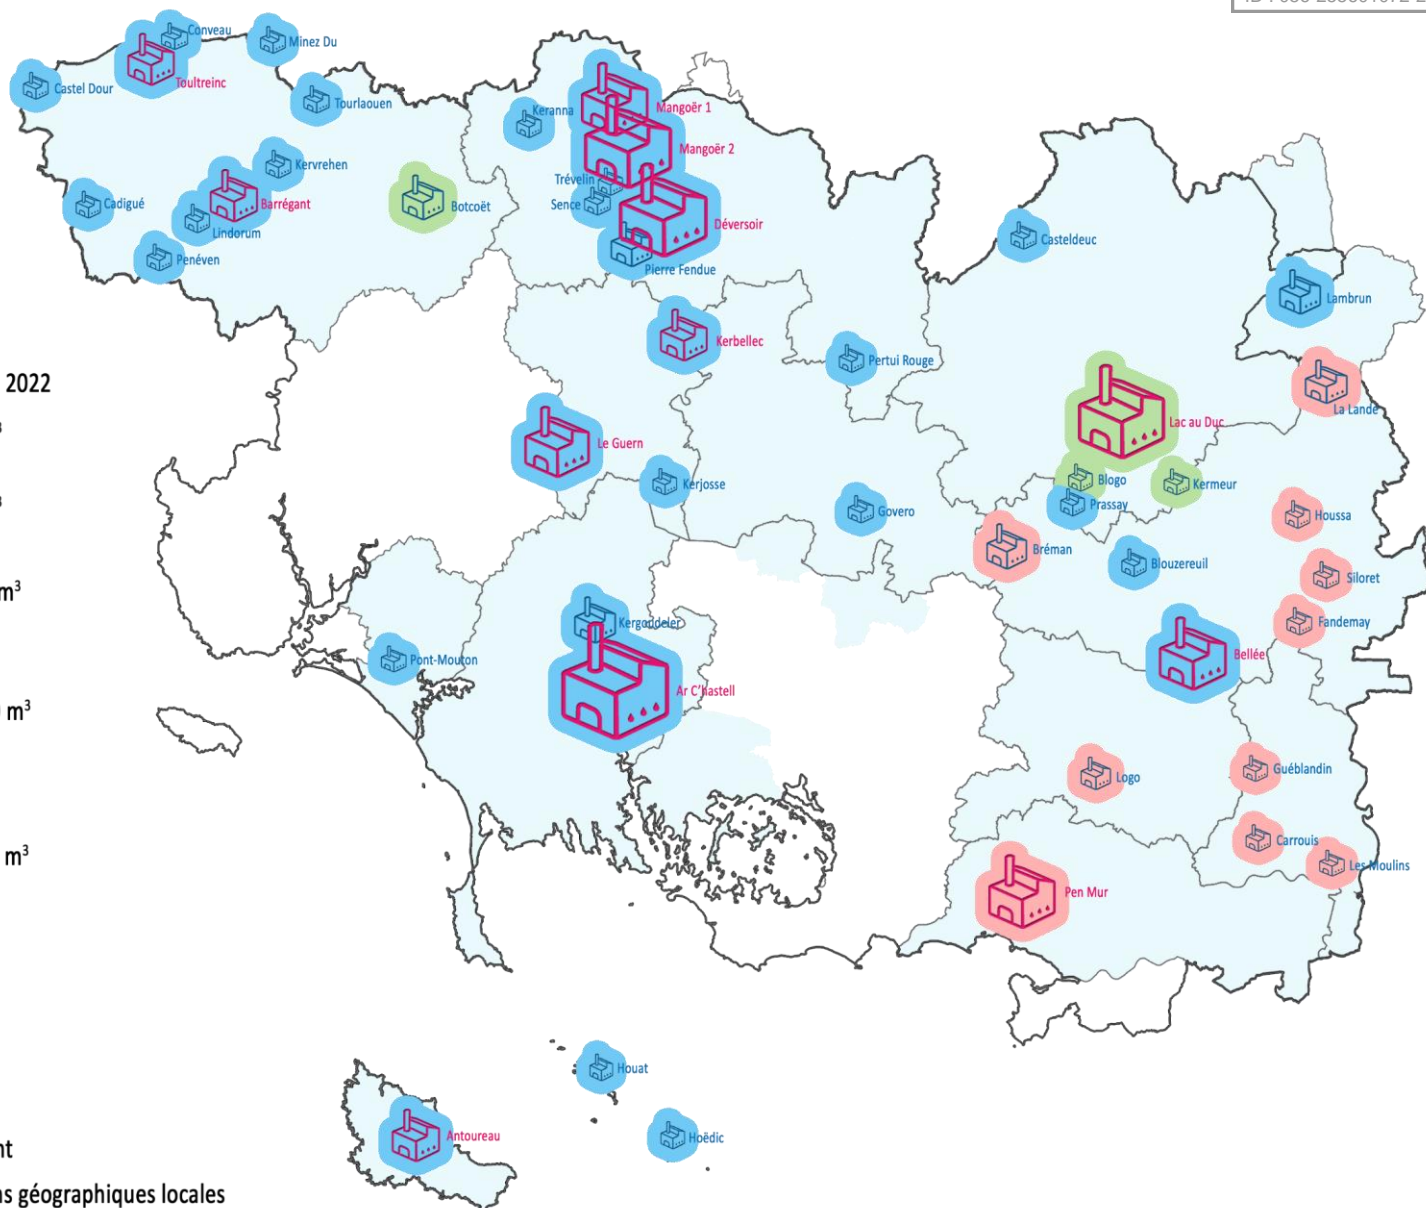 Conveau
Minez Du
Toultreinc
Castel Dour
Tourlaouen
Keranna
Mangoër 1
Mangoër 2
Kervrehen
Trévelin
Cadigué
Barrégant
Botcoët
Sence
Lindorum
Déversoir
Casteldeuc
Penéven
Pierre Fendue
Lambrun
Kerbellec
Pertui Rouge
2022
La Lande
Lac au Duc
Le Guern
Blogo
Kerjosse
Kermeur
Prassay
Govero
Houssa
Bréman
Blouzereuil
Siloret
m³
Kergoudeler
Fandemay
Bellée
Pont-Mouton
Ar C'hastell
m³
Guéblandin
Logo
Carrouis
m³
Les Moulins
Pen Mur
Houat
Antoureau
Hoëdic
géographiques locales